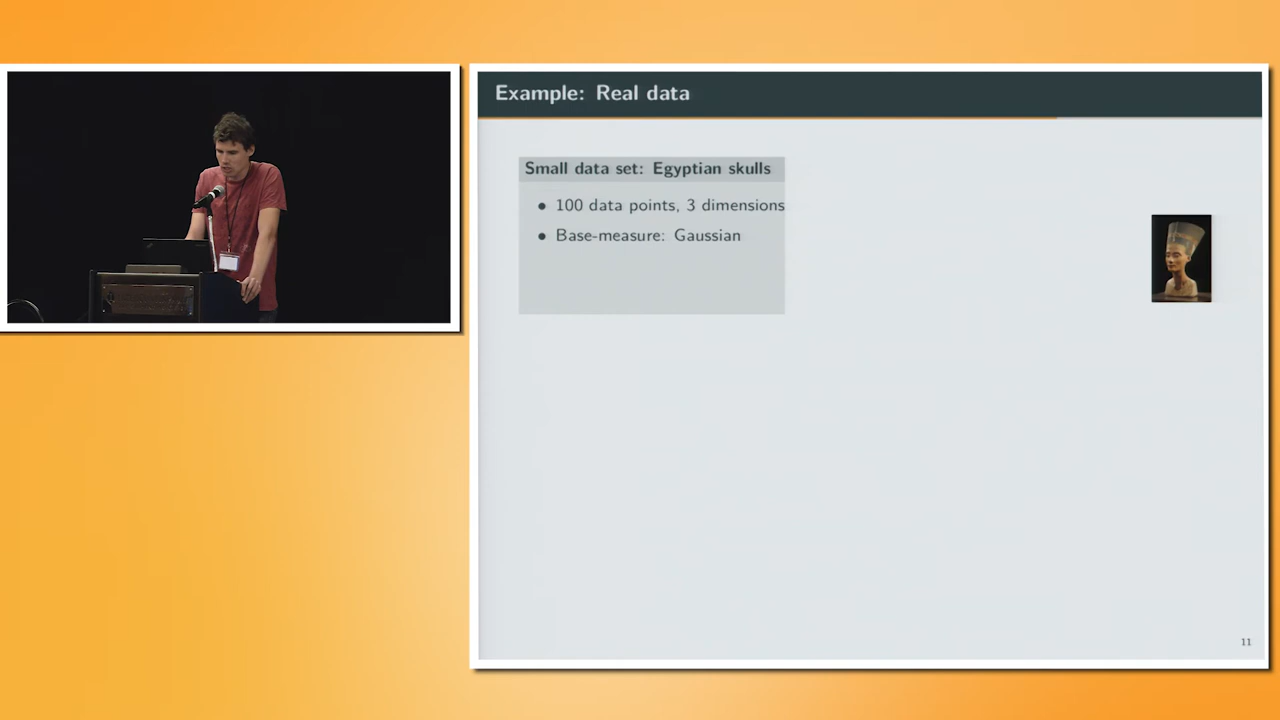 Example: Real data
Small data set: Egyptian skulls
• 100 data points, 3 dimensions
• Base-measure: Gaussian
11